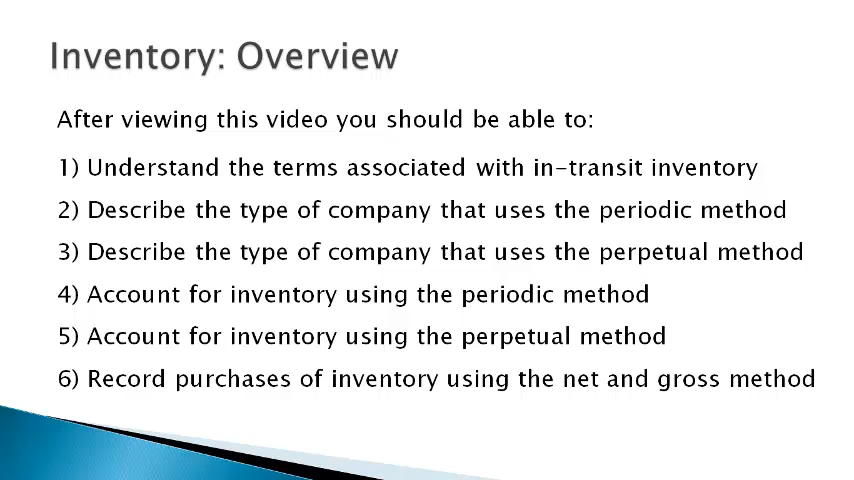 Inventory: Overview
After viewing this video you should be able to:
1) Understand the terms associated with in-transit inventory
2) Describe the type of company that uses the periodic method
3) Describe the type of company that uses the perpetual method
4) Account for inventory using the periodic method
5) Account for inventory using the perpetual method
6) Record purchases of inventory using the net and gross method